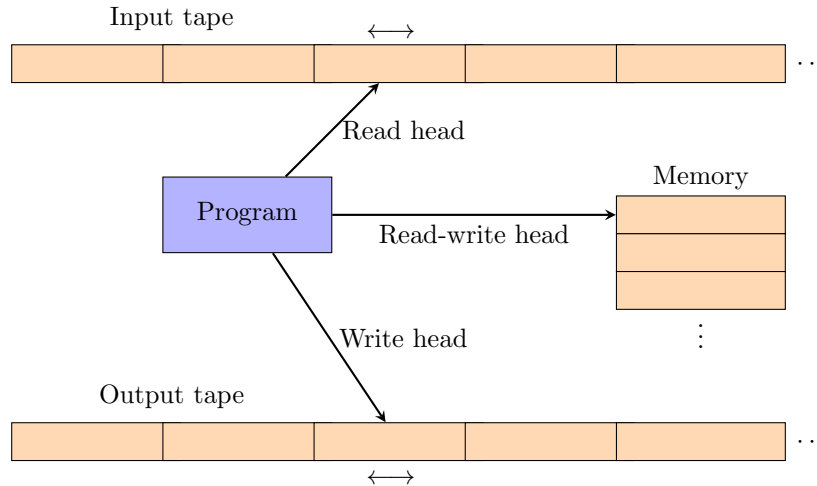 Input tape
Read head
Memory
Program
Read-write head
Write head
Output tape